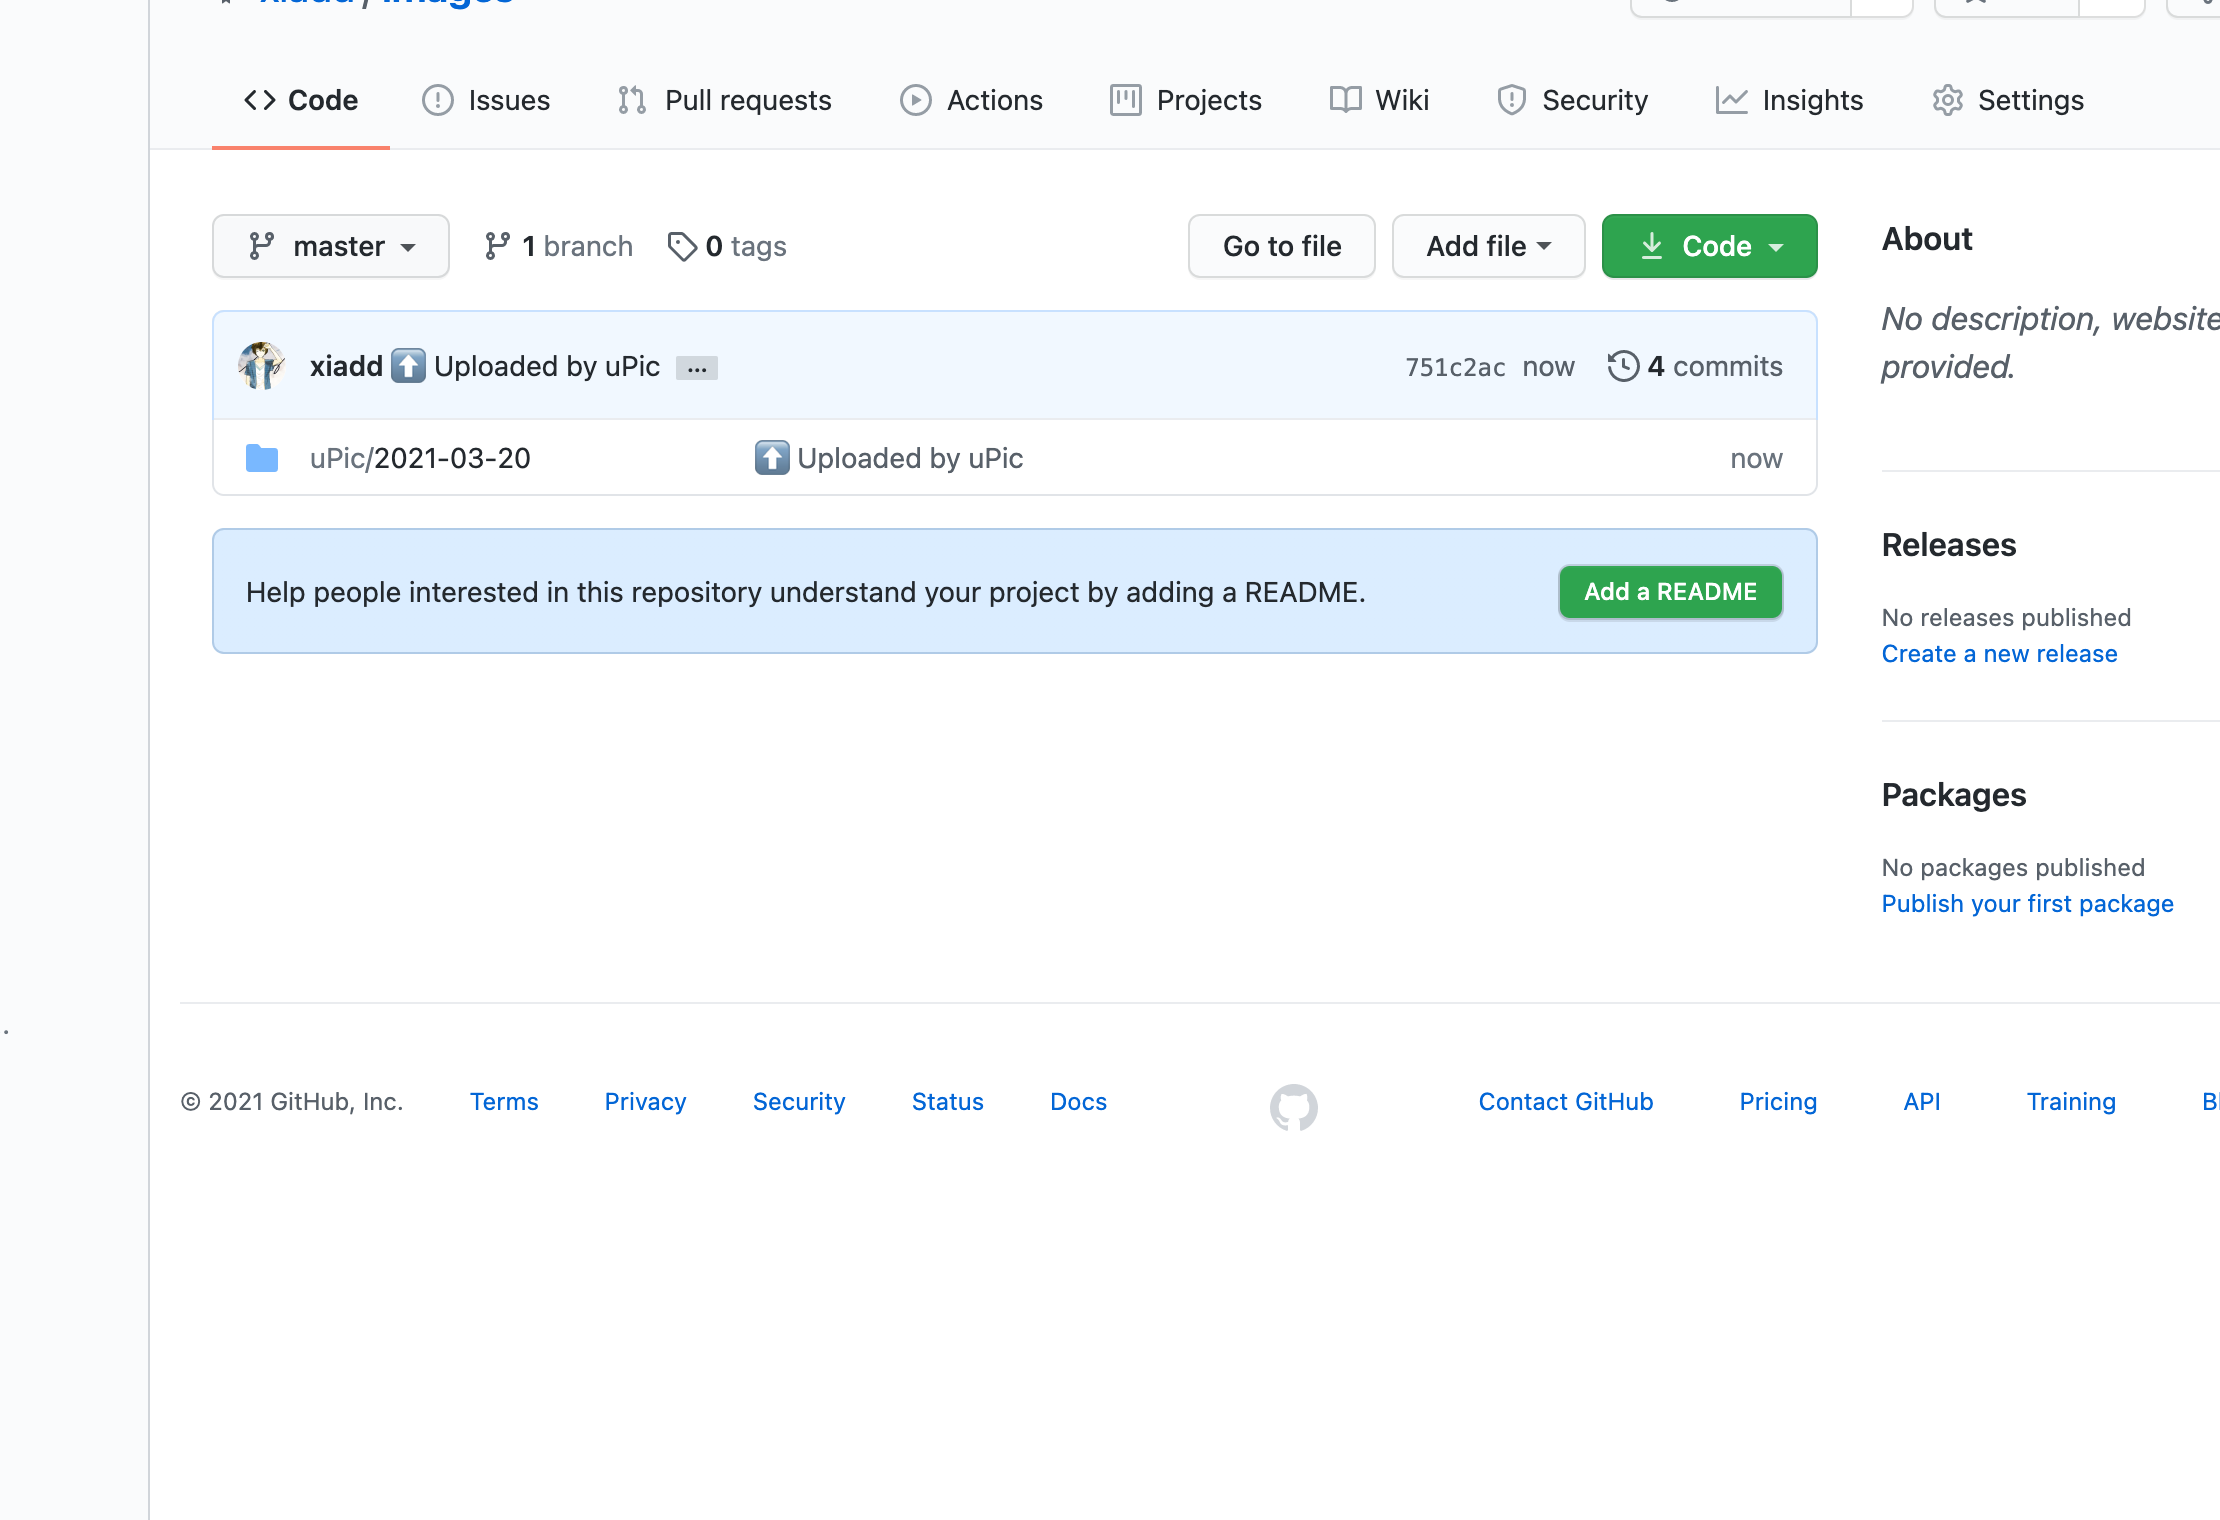 xiadd / images
Code Issues Pull requests Actions Projects Wiki Security Insights Settings
master 1 branch 0 tags Go to file Add file Code
xiadd ⬆️ Uploaded by uPic ... 751c2ac now 4 commits
uPic/2021-03-20 ⬆️ Uploaded by uPic now
Help people interested in this repository understand your project by adding a README. Add a README
About
No description, website
provided.
Releases
No releases published
Create a new release
Packages
No packages published
Publish your first package
© 2021 GitHub, Inc. Terms Privacy Security Status Docs Contact GitHub Pricing API Training